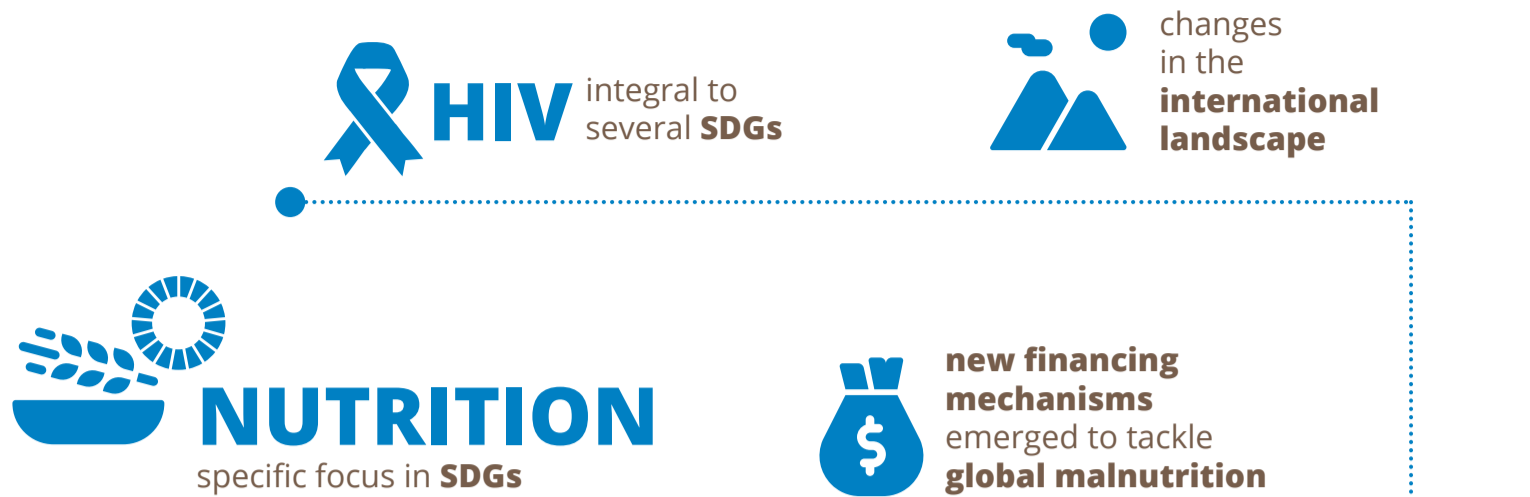 HIV
integral to
several SDGs
changes
in the
international
landscape
NUTRITION
specific focus in SDGs
new financing
mechanisms
emerged to tackle
global malnutrition
$